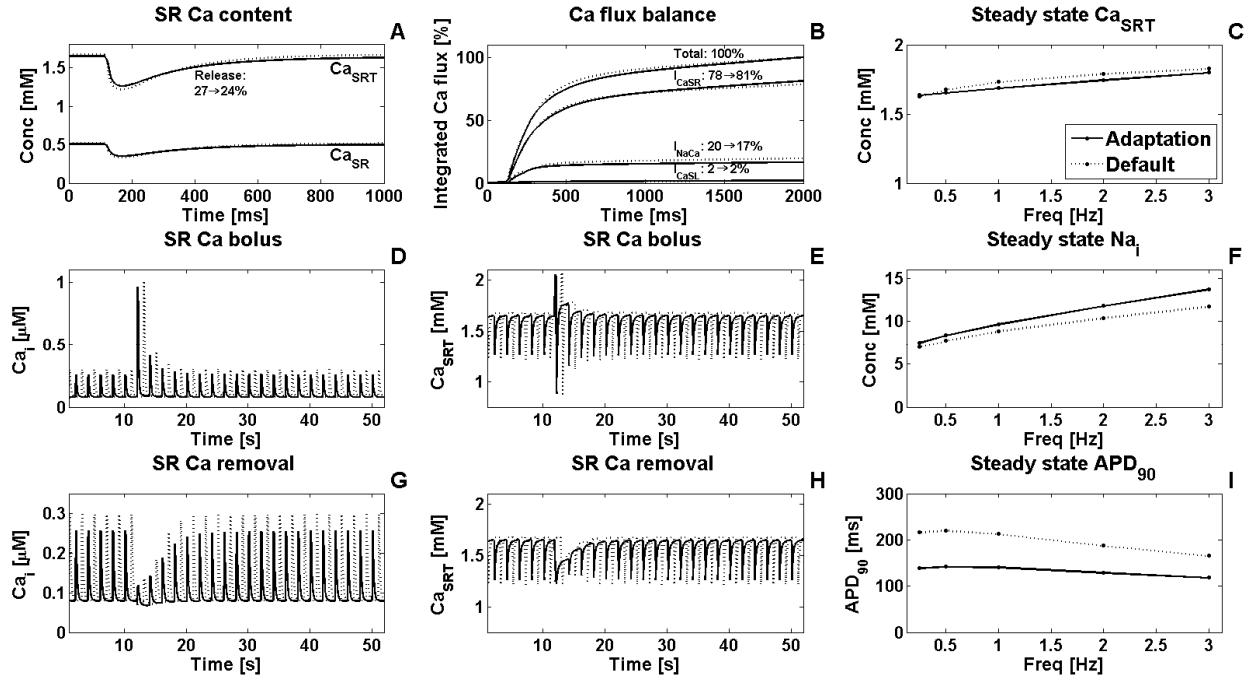 SR Ca content
A
Conc [mM]
1.5
1
0.5
0
Release:
27→24%
Ca_SRT
Ca_SR
0 200 400 600 800 1000
Time [ms]
Ca flux balance
B
Integrated Ca flux [%]
100
50
0
Total: 100%
I_CaSR: 78→81%
I_NaCa: 20→17%
I_CaSL: 2→2%
0 500 1000 1500 2000
Time [ms]
Steady state Ca_SRT
C
Conc [mM]
2
1.5
1
Adaptation
Default
0 0.5 1 1.5 2 2.5 3
Freq [Hz]
SR Ca bolus
D
Ca_i [µM]
1
0.5
0
10 20 30 40 50
Time [s]
SR Ca bolus
E
Ca_SRT [mM]
2
1.5
1
10 20 30 40 50
Time [s]
Steady state Na_i
F
Conc [mM]
15
10
5
0
0 0.5 1 1.5 2 2.5 3
Freq [Hz]
SR Ca removal
G
Ca_i [µM]
0.3
0.2
0.1
0
10 20 30 40 50
Time [s]
SR Ca removal
H
Ca_SRT [mM]
2
1.5
1
10 20 30 40 50
Time [s]
Steady state APD_90
I
APD_90 [ms]
300
200
100
0
0 0.5 1 1.5 2 2.5 3
Freq [Hz]